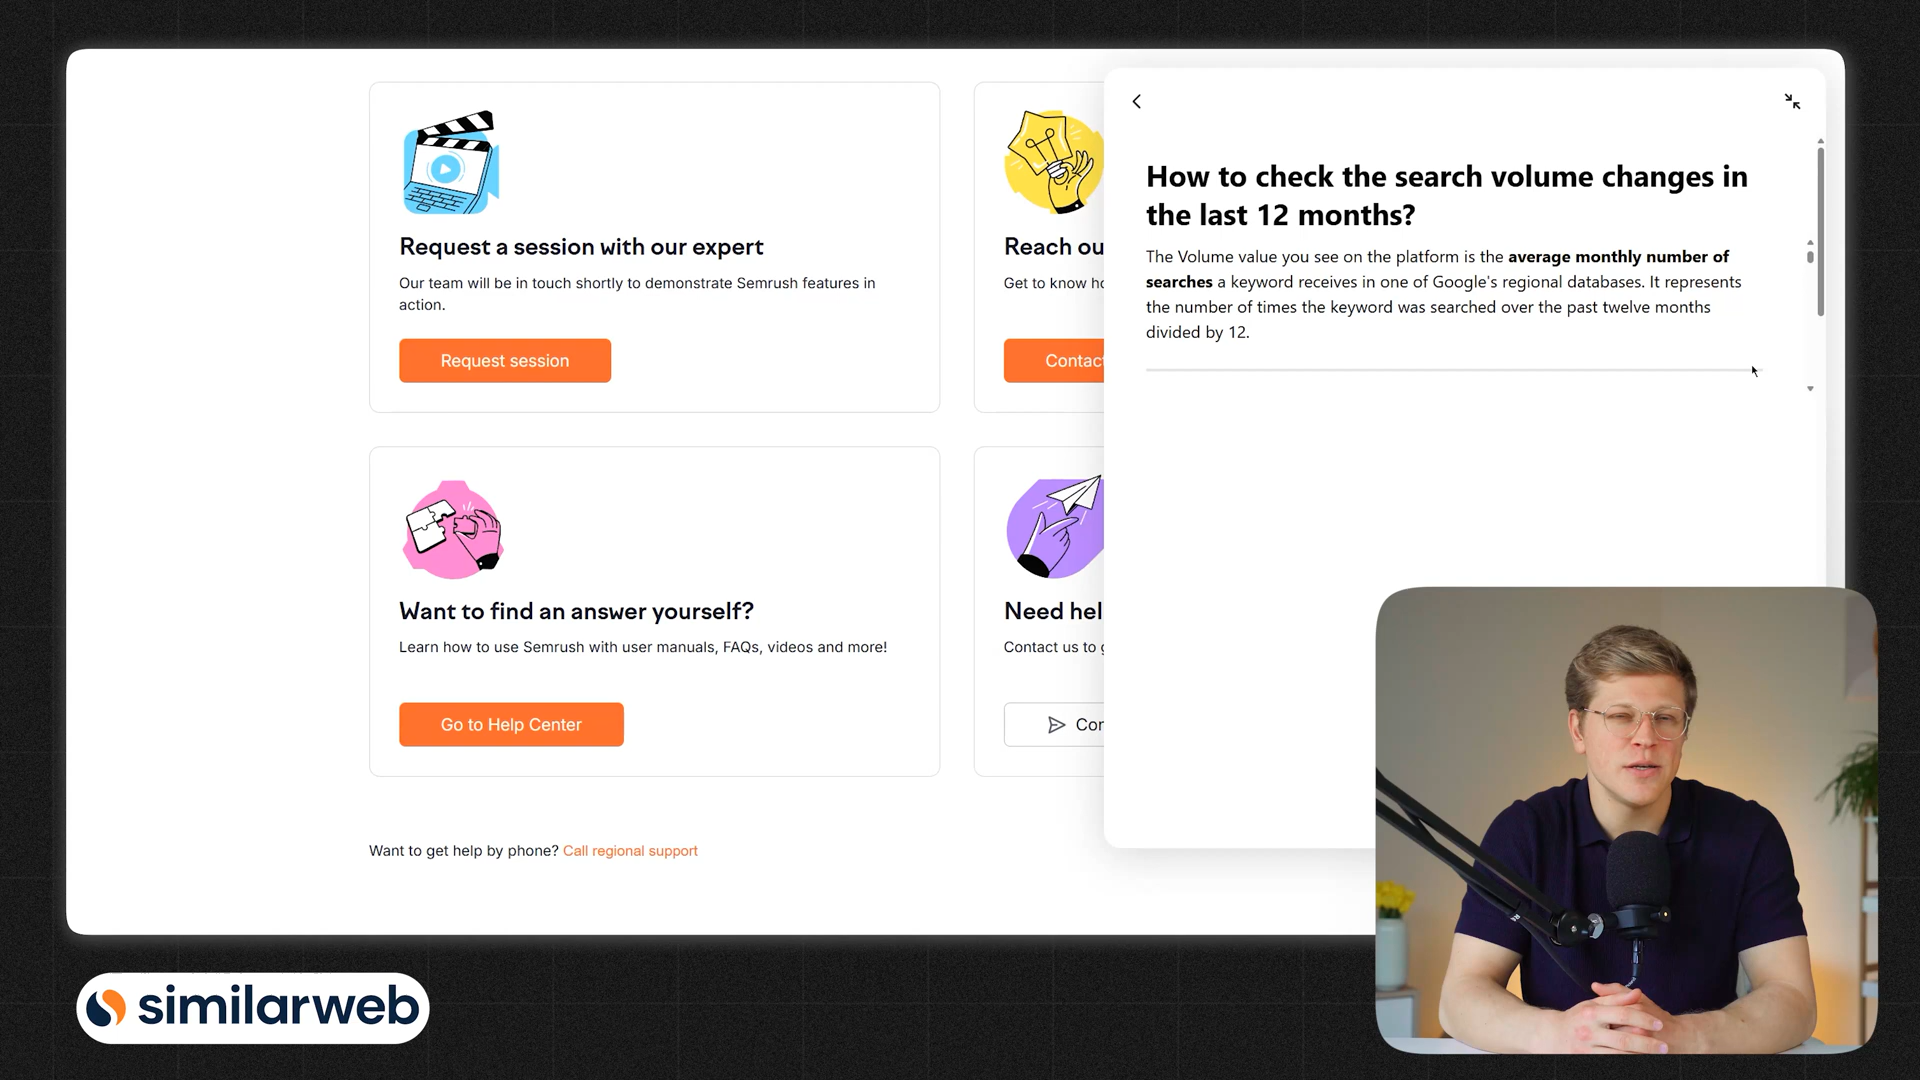 Request a session with our expert
Our team will be in touch shortly to demonstrate Semrush features in
action.
Request session
Reach ou
Get to know h
Contact
Want to find an answer yourself?
Learn how to use Semrush with user manuals, FAQs, videos and more!
Go to Help Center
Need hel
Contact us to g
Con
Want to get help by phone? Call regional support
How to check the search volume changes in
the last 12 months?
The Volume value you see on the platform is the average monthly number of
searches a keyword receives in one of Google's regional databases. It represents
the number of times the keyword was searched over the past twelve months
divided by 12.
similarweb